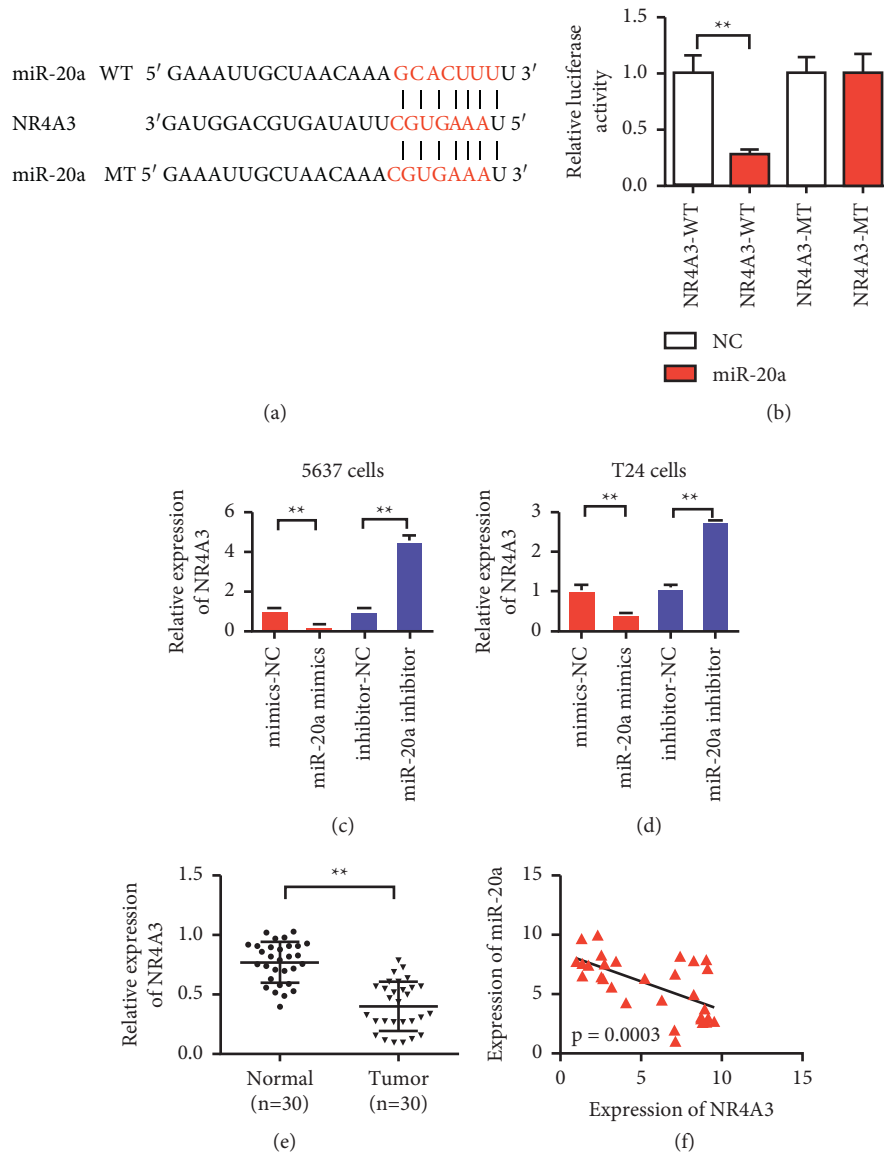 miR-20a WT 5′ GAAAUUGCUAACAAA GCACUUUU 3′
NR4A3 3′GAUGGACGUGAUAUUCGUGAAAU 5′
miR-20a MT 5′ GAAAUUGCUAACAAACGUGAAAU 3′
(a)
Relative luciferase
activity
1.5
1.0
0.5
0.0
**
NR4A3-WT
NR4A3-WT
NR4A3-MT
NR4A3-MT
NC
miR-20a
(b)
5637 cells
Relative expression
of NR4A3
6
4
2
0
**
**
mimics-NC
miR-20a mimics
inhibitor-NC
miR-20a inhibitor
(c)
T24 cells
Relative expression
of NR4A3
3
2
1
0
**
**
mimics-NC
miR-20a mimics
inhibitor-NC
miR-20a inhibitor
(d)
Relative expression
of NR4A3
1.5
1.0
0.5
0.0
**
Normal
(n=30)
Tumor
(n=30)
(e)
Expression of miR-20a
15
10
5
0
p = 0.0003
0
5
10
15
Expression of NR4A3
(f)